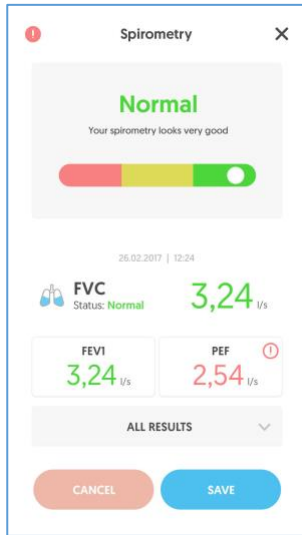 Spirometry
Normal
Your spirometry looks very good
26.02.2017 | 12:24
FVC
3,24 l/s
Status: Normal
FEV1
3,24 l/s
PEF
2,54 l/s
ALL RESULTS
CANCEL
SAVE